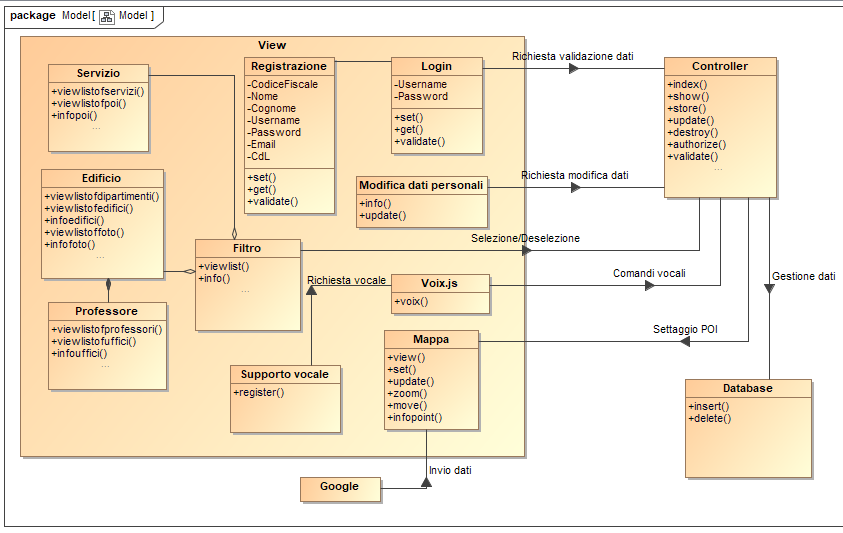 package Model [ Model ]
View
Servizio
+viewlistofservizi()
+viewlistofpoi()
+infopoi()
...
Registrazione
-CodiceFiscale
-Nome
-Cognome
-Username
-Password
-Email
-CdL
+set()
+get()
+validate()
Login
-Username
-Password
+set()
+get()
+validate()
Richiesta validazione dati
Controller
+index()
+show()
+store()
+update()
+destroy()
+authorize()
+validate()
...
Edificio
+viewlistofdipartimenti()
+viewlistofedifici()
+infoedifici()
+viewlistoffoto()
+infofoto()
...
Modifica dati personali
+info()
+update()
Richiesta modifica dati
Filtro
+viewlist()
+info()
...
Selezione/Deselezione
Richiesta vocale
Voix.js
+voix()
Comandi vocali
Gestione dati
Professore
+viewlistofprofessori()
+viewlistofuffici()
+infouffici()
...
Mappa
+view()
+set()
+update()
+zoom()
+move()
+infopoint()
Settaggio POI
Supporto vocale
+register()
Database
+insert()
+delete()
Invio dati
Google